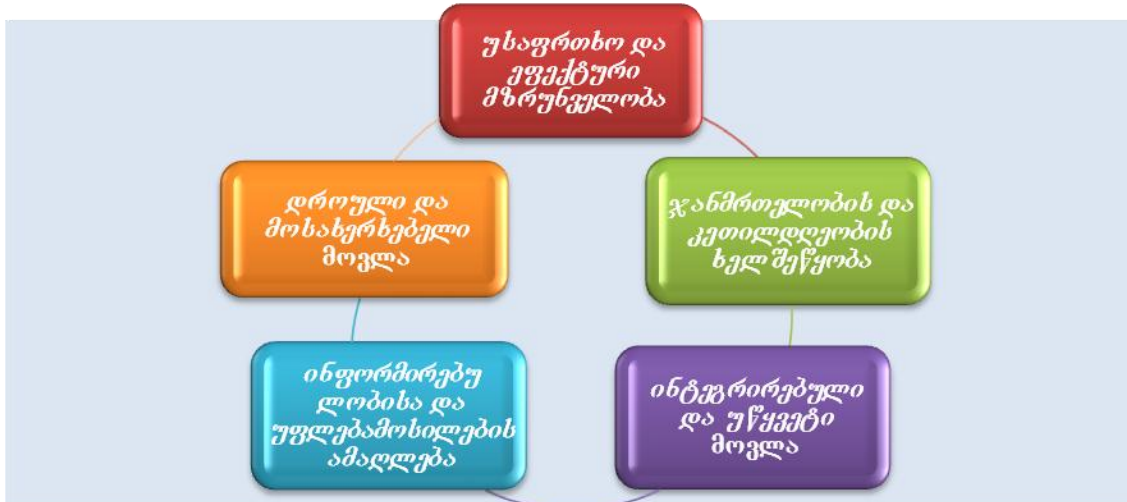 უსაფრთხო და
ეფექტური
მზრუნველობა
დროული და
მოსახერხებელი
მოვლა
ჯანმრთელობის და
კეთილდღეობის
ხელშეწყობა
ინფორმირებუ
ლობისა და
უფლებამოსილების
ამაღლება
ინტეგრირებული
და უწყვეტი
მოვლა